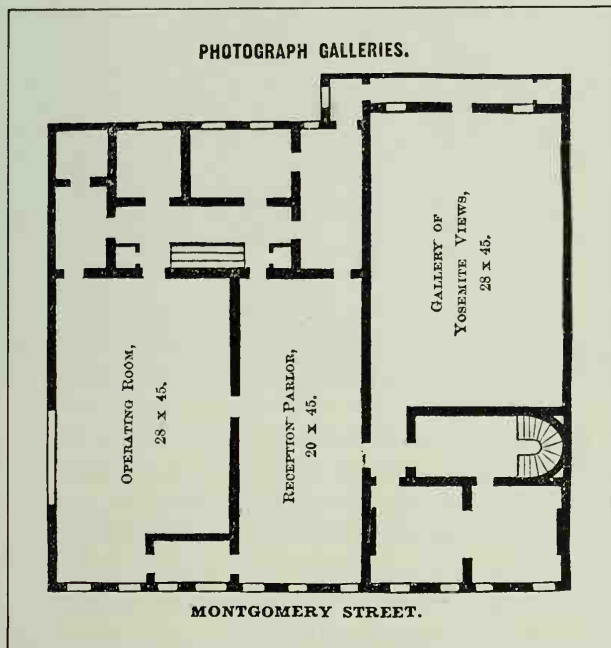 PHOTOGRAPH GALLERIES.
GALLERY OF
YOSEMITE VIEWS,
28 x 45.
OPERATING ROOM,
28 x 45.
RECEPTION PARLOR,
20 x 45.
MONTGOMERY STREET.